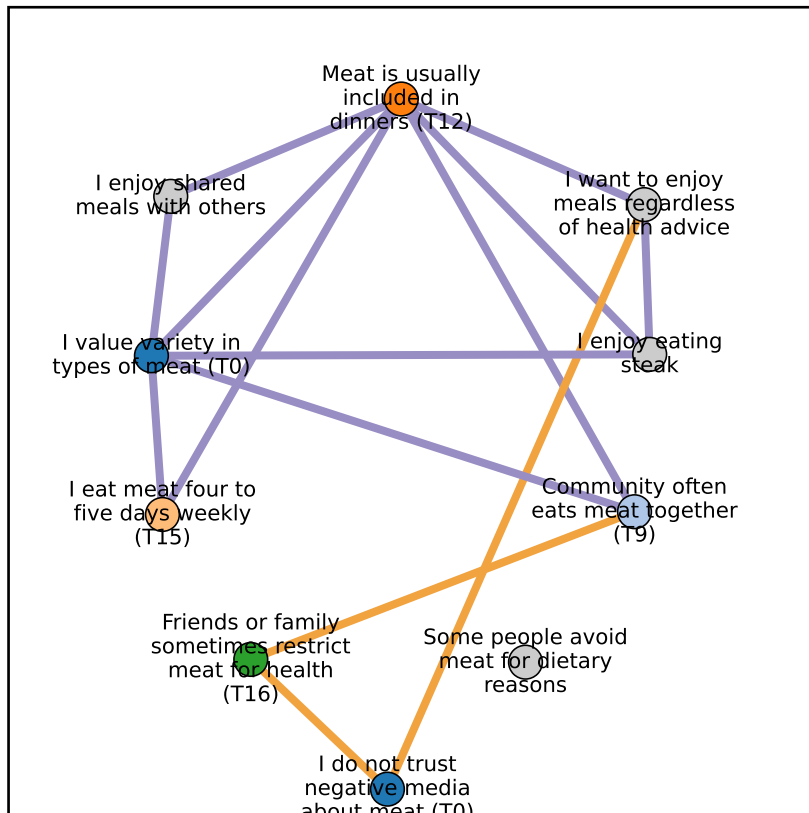 Meat is usually
included in
dinners (T12)
I enjoy shared
meals with others
I want to enjoy
meals regardless
of health advice
I value variety in
types of meat (T0)
I enjoy eating
steak
I eat meat four to
five days weekly
(T15)
Community often
eats meat together
(T9)
Friends or family
sometimes restrict
meat for health
(T16)
Some people avoid
meat for dietary
reasons
I do not trust
negative media
about meat (T0)